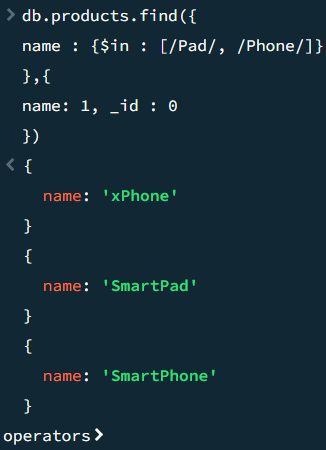 > db.products.find({
name : {$in : [/Pad/, /Phone/]}
},{
name: 1, _id : 0
})
< {
name: 'xPhone'
}
{
name: 'SmartPad'
}
{
name: 'SmartPhone'
}
operators>